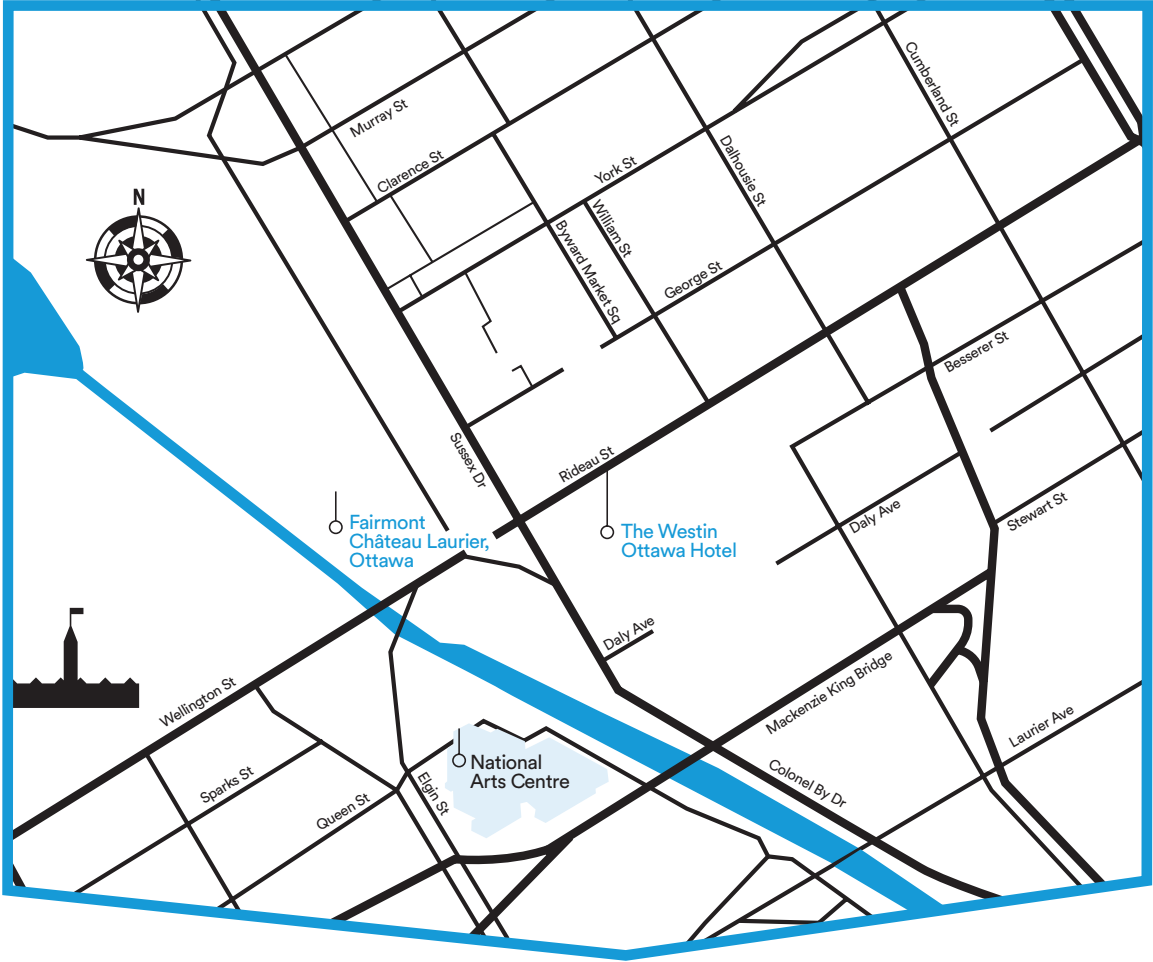 Cumberland St
Murray St
Dalhousie St
York St
Clarence St
N
William St
Byward Market Sq
George St
Besserer St
Sussex Dr
Rideau St
Stewart St
Daly Ave
Fairmont
Château Laurier,
Ottawa
The Westin
Ottawa Hotel
Daly Ave
Mackenzie King Bridge
Wellington St
Laurier Ave
National
Arts Centre
Sparks St
Elgin St
Colonel By Dr
Queen St